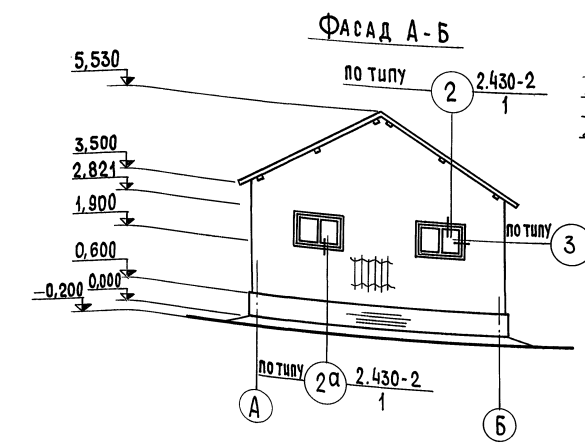 Фасад А-Б
5,530
по типу
2
2.430-2
1
3,500
2,821
1,900
по типу
3
0,600
0,000
-0,200
по типу
2а
2.430-2
1
А
Б